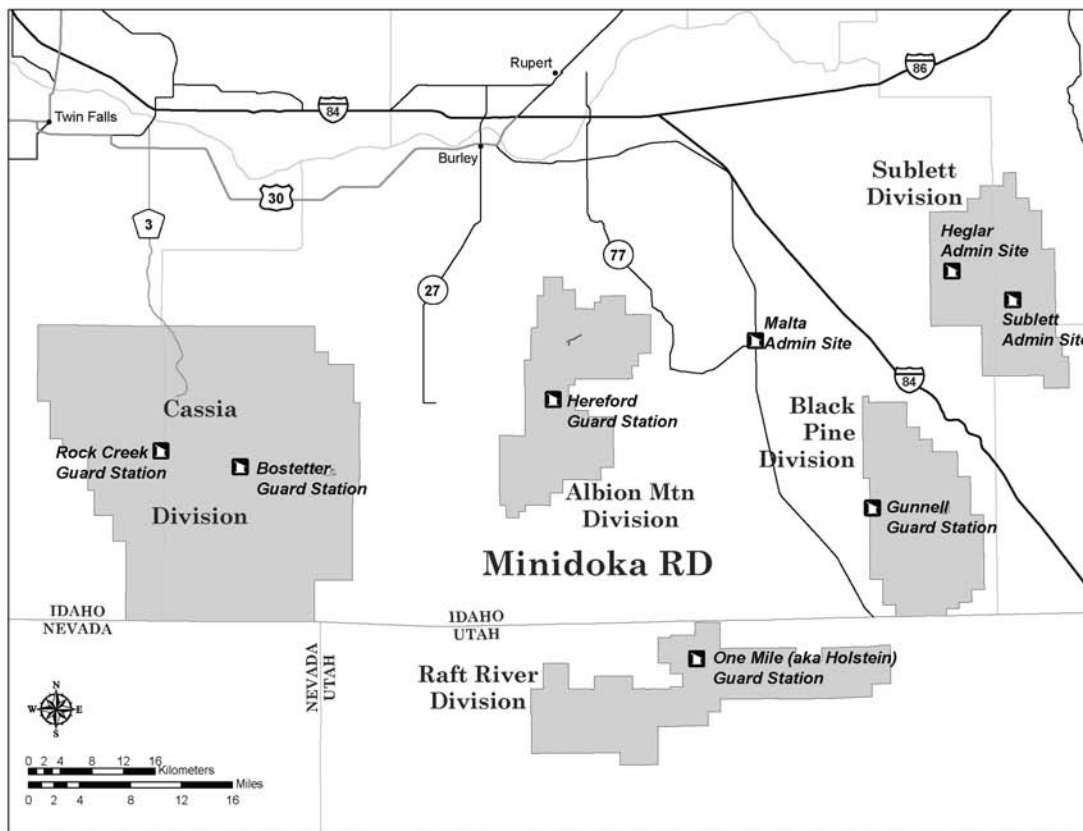 Rupert
86
84
Twin Falls
Burley
Sublett
Division
30
3
Heglar
Admin Site
77
27
Sublett
Admin Site
Malta
Admin Site
84
Cassia
Hereford
Guard Station
Black
Pine
Division
Rock Creek
Guard Station
Bostetter
Guard Station
Albion Mtn
Division
Division
Gunnell
Guard Station
Minidoka RD
IDAHO
NEVADA
IDAHO
UTAH
NEVADA
UTAH
Raft River
Division
One Mile (aka Holstein)
Guard Station
N
W E
S
0 2 4 8 12 16
Kilometers
Miles
0 2 4 8 12 16